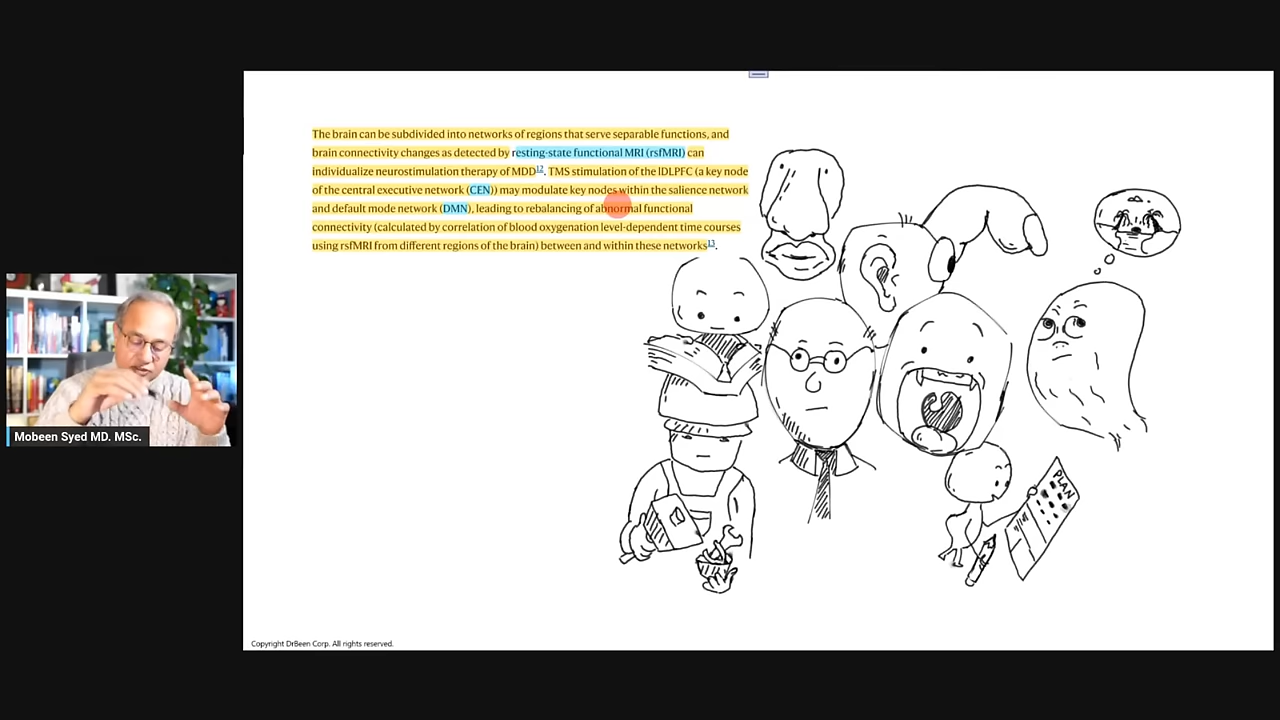 The brain can be subdivided into networks of regions that serve separable functions, and
brain connectivity changes as detected by resting-state functional MRI (rsfMRI) can
individualize neurostimulation therapy of MDD12. TMS stimulation of the lDLPFC (a key node
of the central executive network (CEN)) may modulate key nodes within the salience network
and default mode network (DMN), leading to rebalancing of abnormal functional
connectivity (calculated by correlation of blood oxygenation level-dependent time courses
using rsfMRI from different regions of the brain) between and within these networks13.
PLAN
Mobeen Syed MD. MSc.
Copyright DrBeen Corp. All rights reserved.